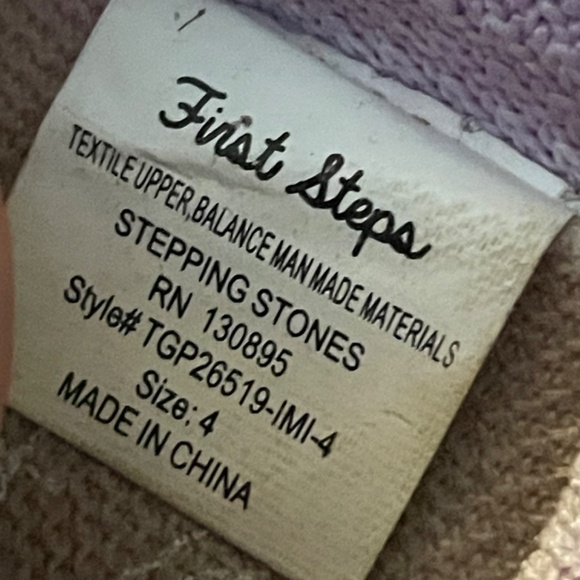 First Steps
TEXTILE UPPER,BALANCE MAN MADE MATERIALS
STEPPING STONES
RN 130895
Style# TGP26519-IMI-4
Size: 4
MADE IN CHINA